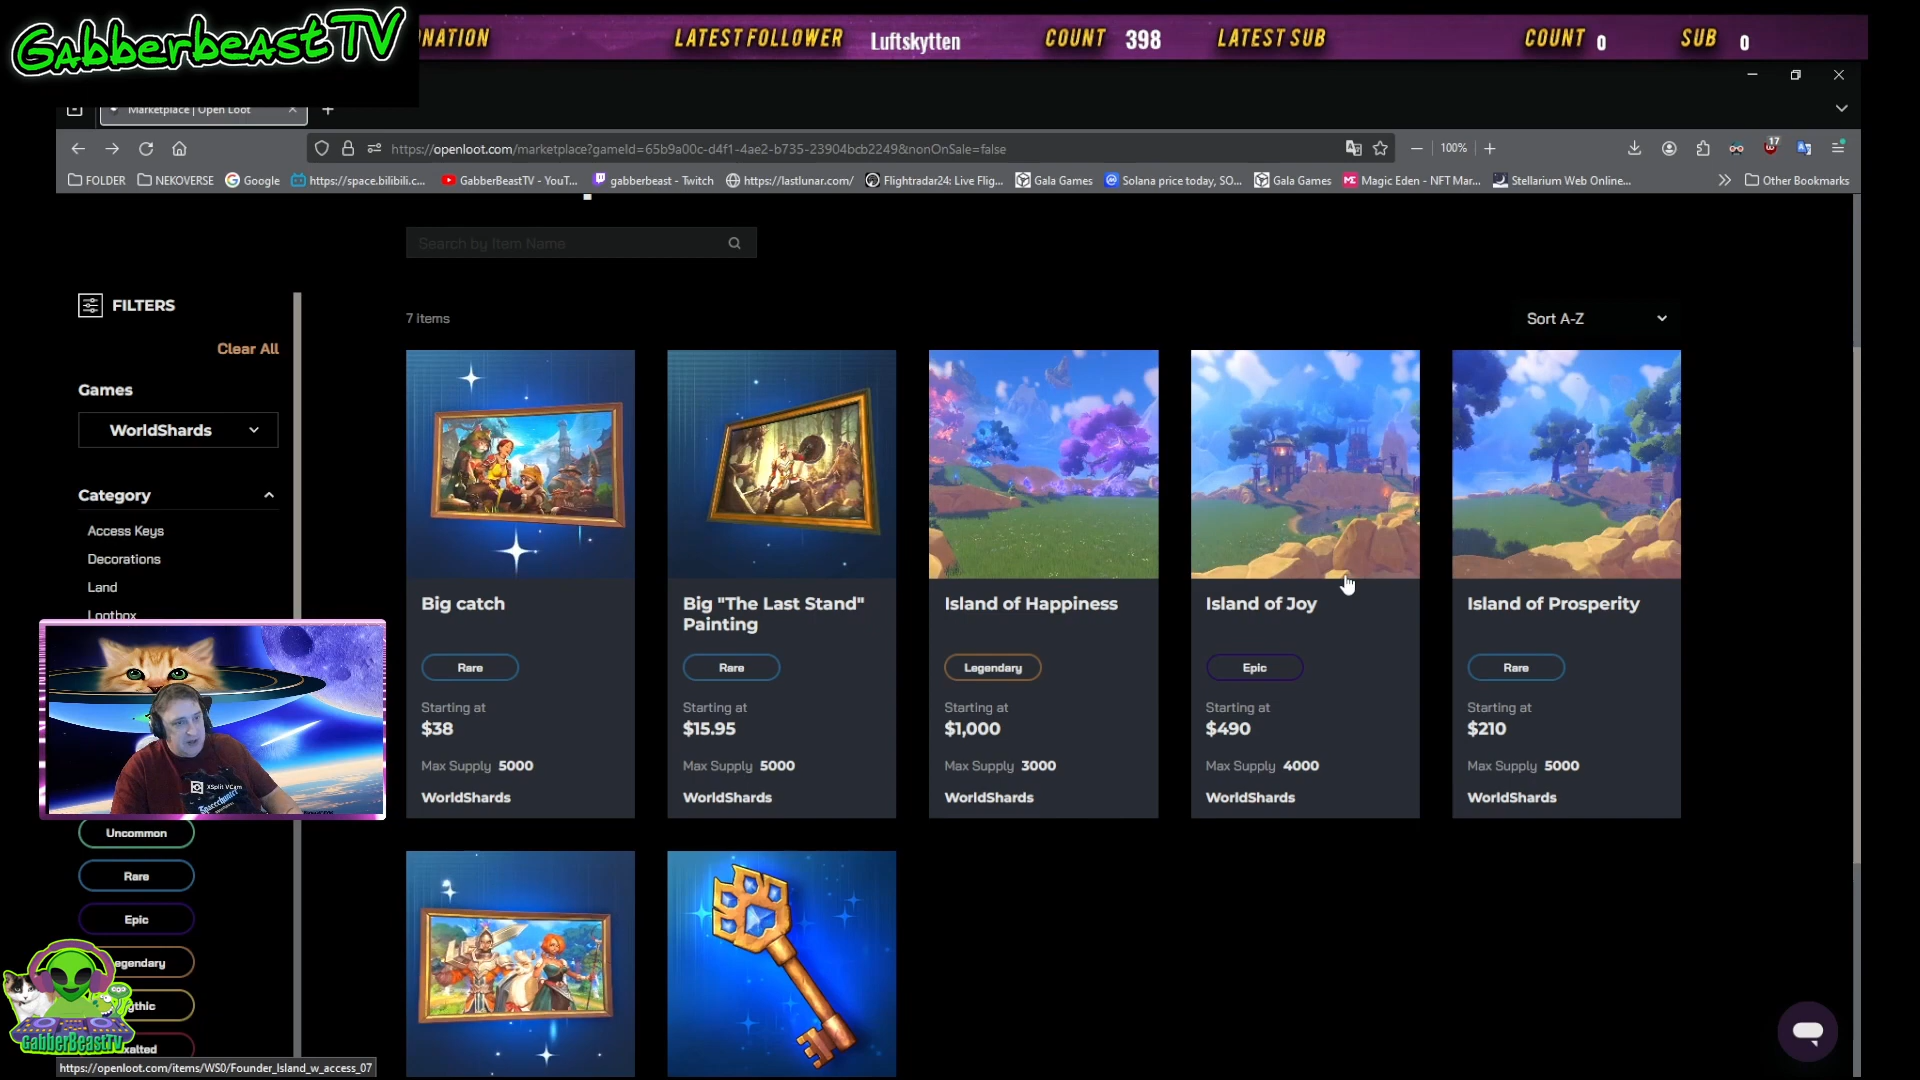 GabberbeastTV
NATION
LATEST FOLLOWER
Luftskytten
COUNT
398
LATEST SUB
COUNT
0
SUB
0
Marketplace | Open Loot
https://openloot.com/marketplace?gameId=65b9a00c-d4f1-4ae2-b735-23904bcb2249&nonOnSale=false
100%
17
FOLDER
NEKOVERSE
Google
https://space.bilibili.c...
GabberBeastTV - YouT...
gabberbeast - Twitch
https://lastlunar.com/
Flightradar24: Live Flig...
Gala Games
Solana price today, SO...
Gala Games
Magic Eden - NFT Mar...
Stellarium Web Online...
Other Bookmarks
Search by Item Name
FILTERS
Clear All
Games
WorldShards
Category
Access Keys
Decorations
Land
Lootbox
Uncommon
Rare
Epic
egendary
ythic
xalted
7 items
Sort A-Z
Big catch
Rare
Starting at
$38
Max Supply 5000
WorldShards
Big "The Last Stand"
Painting
Rare
Starting at
$15.95
Max Supply 5000
WorldShards
Island of Happiness
Legendary
Starting at
$1,000
Max Supply 3000
WorldShards
Island of Joy
Epic
Starting at
$490
Max Supply 4000
WorldShards
Island of Prosperity
Rare
Starting at
$210
Max Supply 5000
WorldShards
XSplit VCam
GabberBeastTV
https://openloot.com/items/WS0/Founder_Island_w_access_07